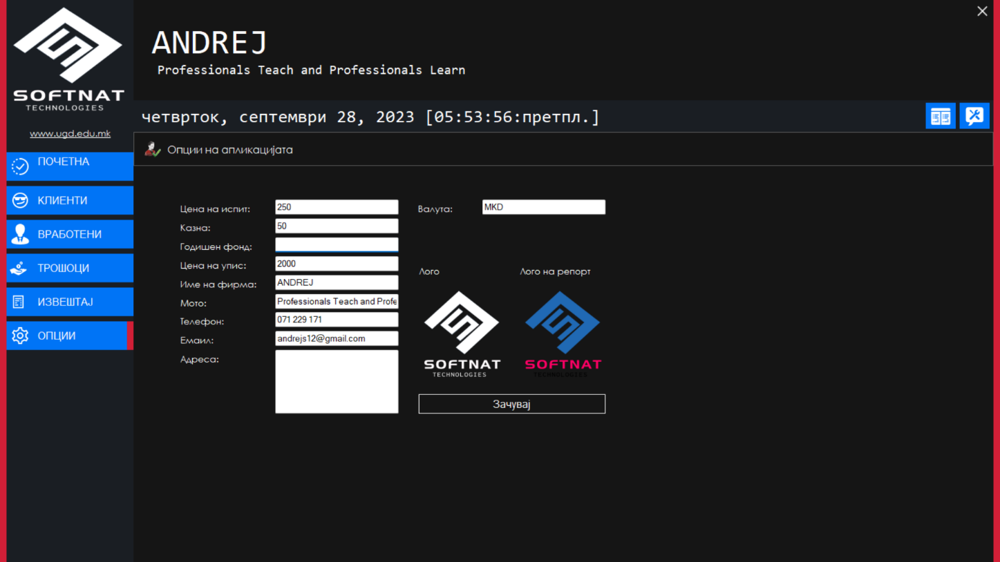 SOFTNAT
TECHNOLOGIES
www.ugd.edu.мk
ПОЧЕТНА
КЛИЕНТИ
ВРАБОТЕНИ
ТРОШОЦИ
ИЗВЕШТАЈ
ОПЦИИ
ANDREJ
Professionals Teach and Professionals Learn
четврток, септември 28, 2023 [05:53:56:претпл.]
Опции на апликацијата
Цена на испит: 250 Валута: MKD
Казна: 50
Годишен фонд:
Цена на упис: 2000
Име на фирма: ANDREJ
Мото: Professionals Teach and Profe
Телефон: 071 229 171
Емаил: andrejs12@gmail.com
Адреса:
Лого Лого на репорт
SOFTNAT SOFTNAT
TECHNOLOGIES TECHNOLOGIES
Зачувај